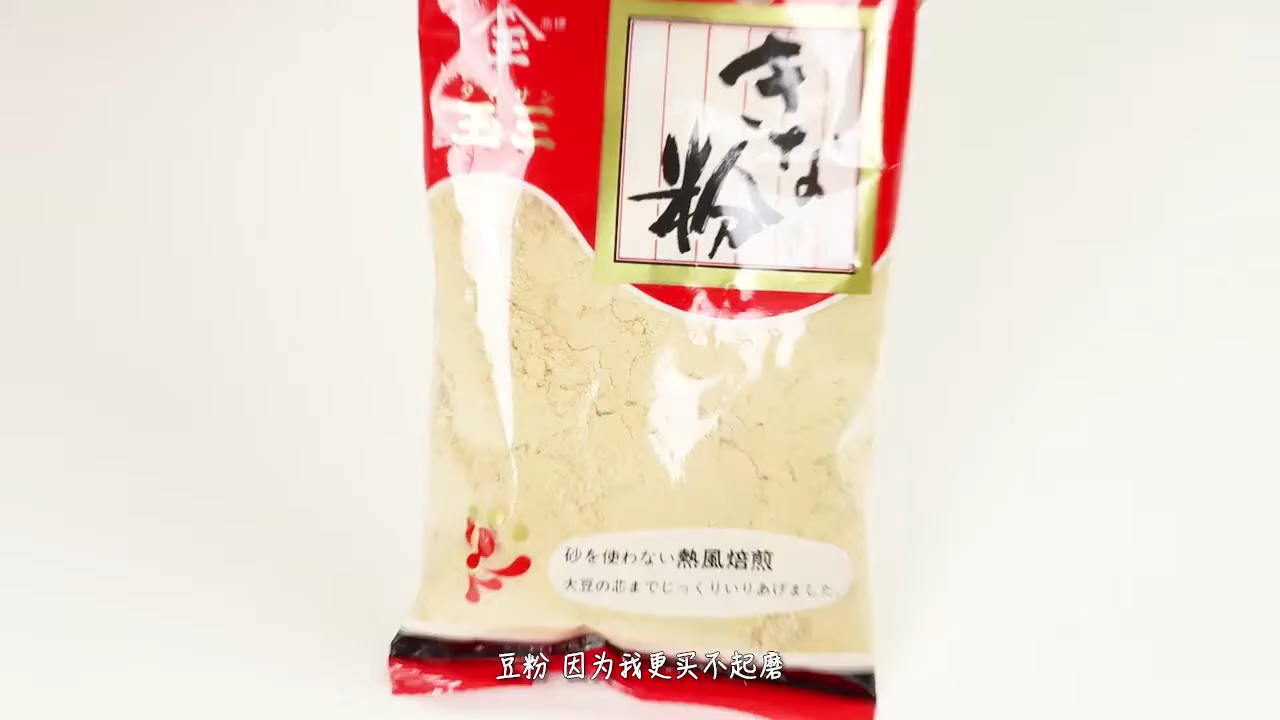 玉三
きな
粉
砂を使わない熱風焙煎
大豆の芯までじっくりいりあげました。
豆粉 因为我更买不起磨